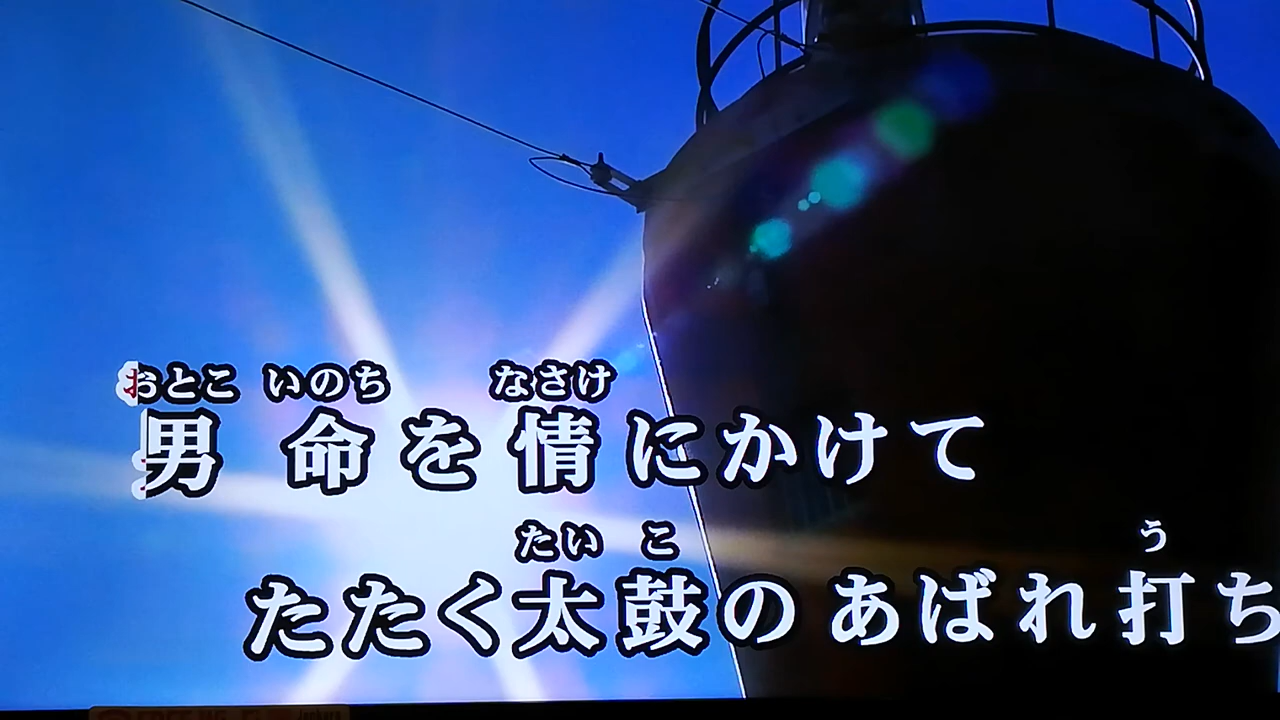 おとこ いのち なさけ
男 命を情にかけて
たい こ う
たたく太鼓のあばれ打ち